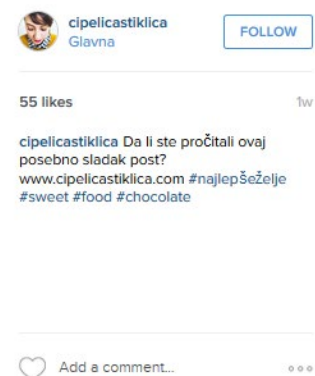 cipelicastiklica
Glavna
FOLLOW
55 likes
1w
cipelicastiklica Da li ste pročitali ovaj
posebno sladak post?
www.cipelicastiklica.com #najlepšeželje
#sweet #food #chocolate
Add a comment...